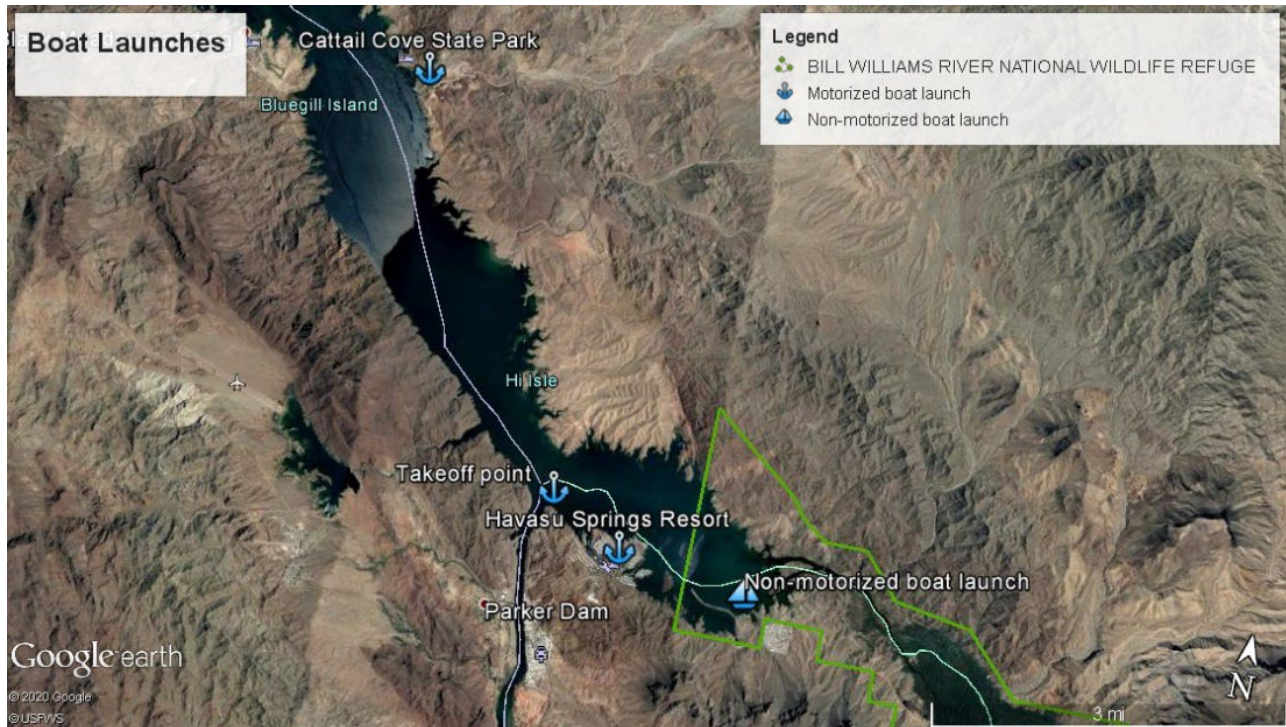 Boat Launches
Cattail Cove State Park
Bluegill Island
Legend
BILL WILLIAMS RIVER NATIONAL WILDLIFE REFUGE
Motorized boat launch
Non-motorized boat launch
Hi Isle
Takeoff point
Havasu Springs Resort
Non-motorized boat launch
Parker Dam
Google earth
© 2020 Google
© USFWS
N
3 mi